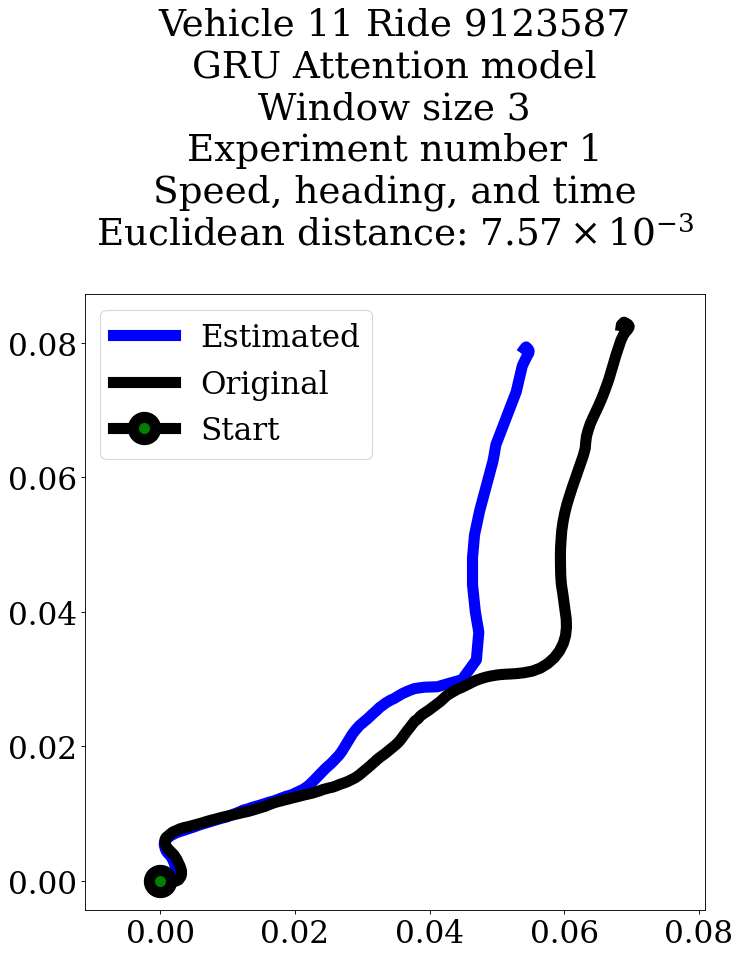 Vehicle 11 Ride 9123587
GRU Attention model
Window size 3
Experiment number 1
Speed, heading, and time
Euclidean distance: 7.57 × 10⁻³
Estimated
Original
Start
0.08
0.06
0.04
0.02
0.00
0.00 0.02 0.04 0.06 0.08